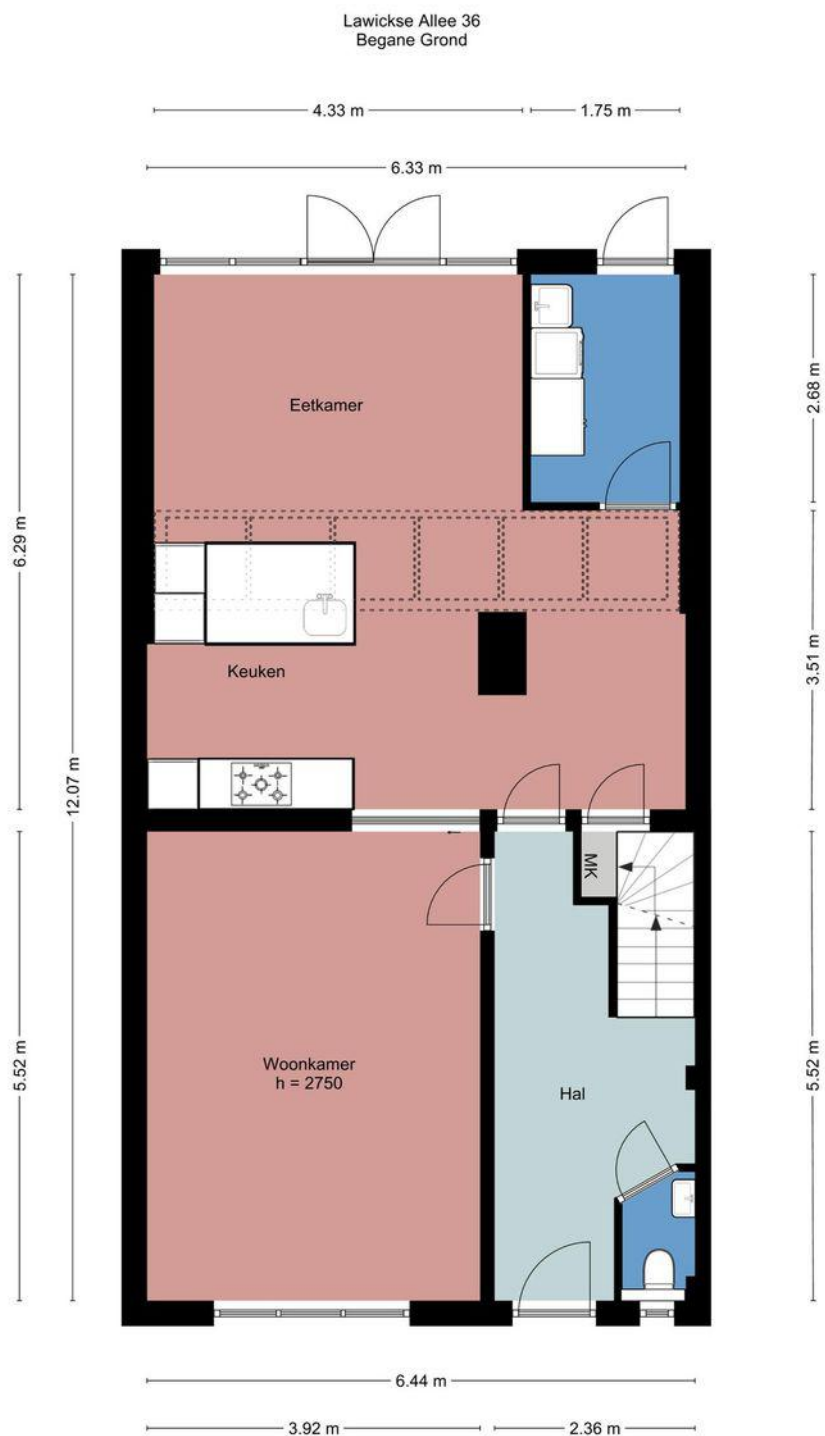 Lawickse Allee 36
Begane Grond
4.33 m
1.75 m
6.33 m
Eetkamer
2.68 m
6.29 m
Keuken
3.51 m
12.07 m
MK
Woonkamer
h = 2750
Hal
5.52 m
5.52 m
6.44 m
3.92 m
2.36 m